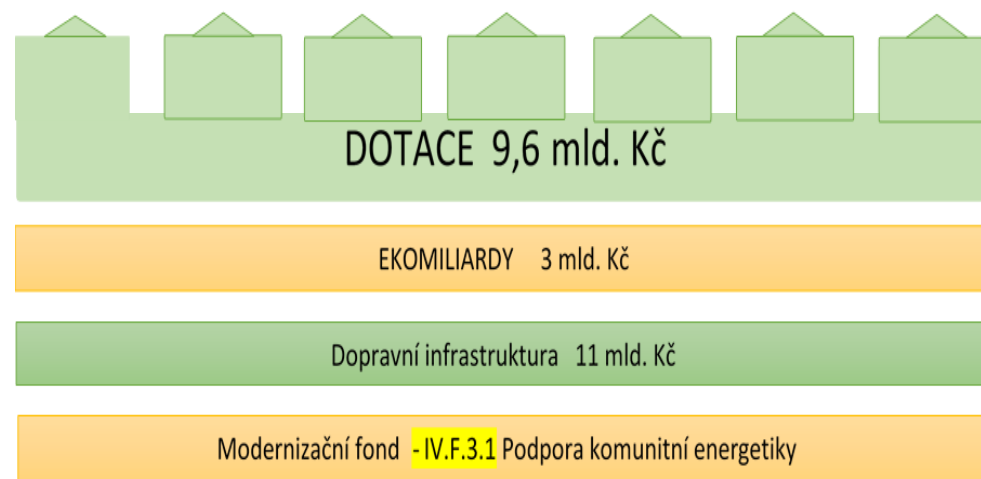 DOTACE 9,6 mld. Kč
EKOMILIARDY 3 mld. Kč
Dopravní infrastruktura 11 mld. Kč
Modernizační fond - IV.F.3.1 Podpora komunitní energetiky